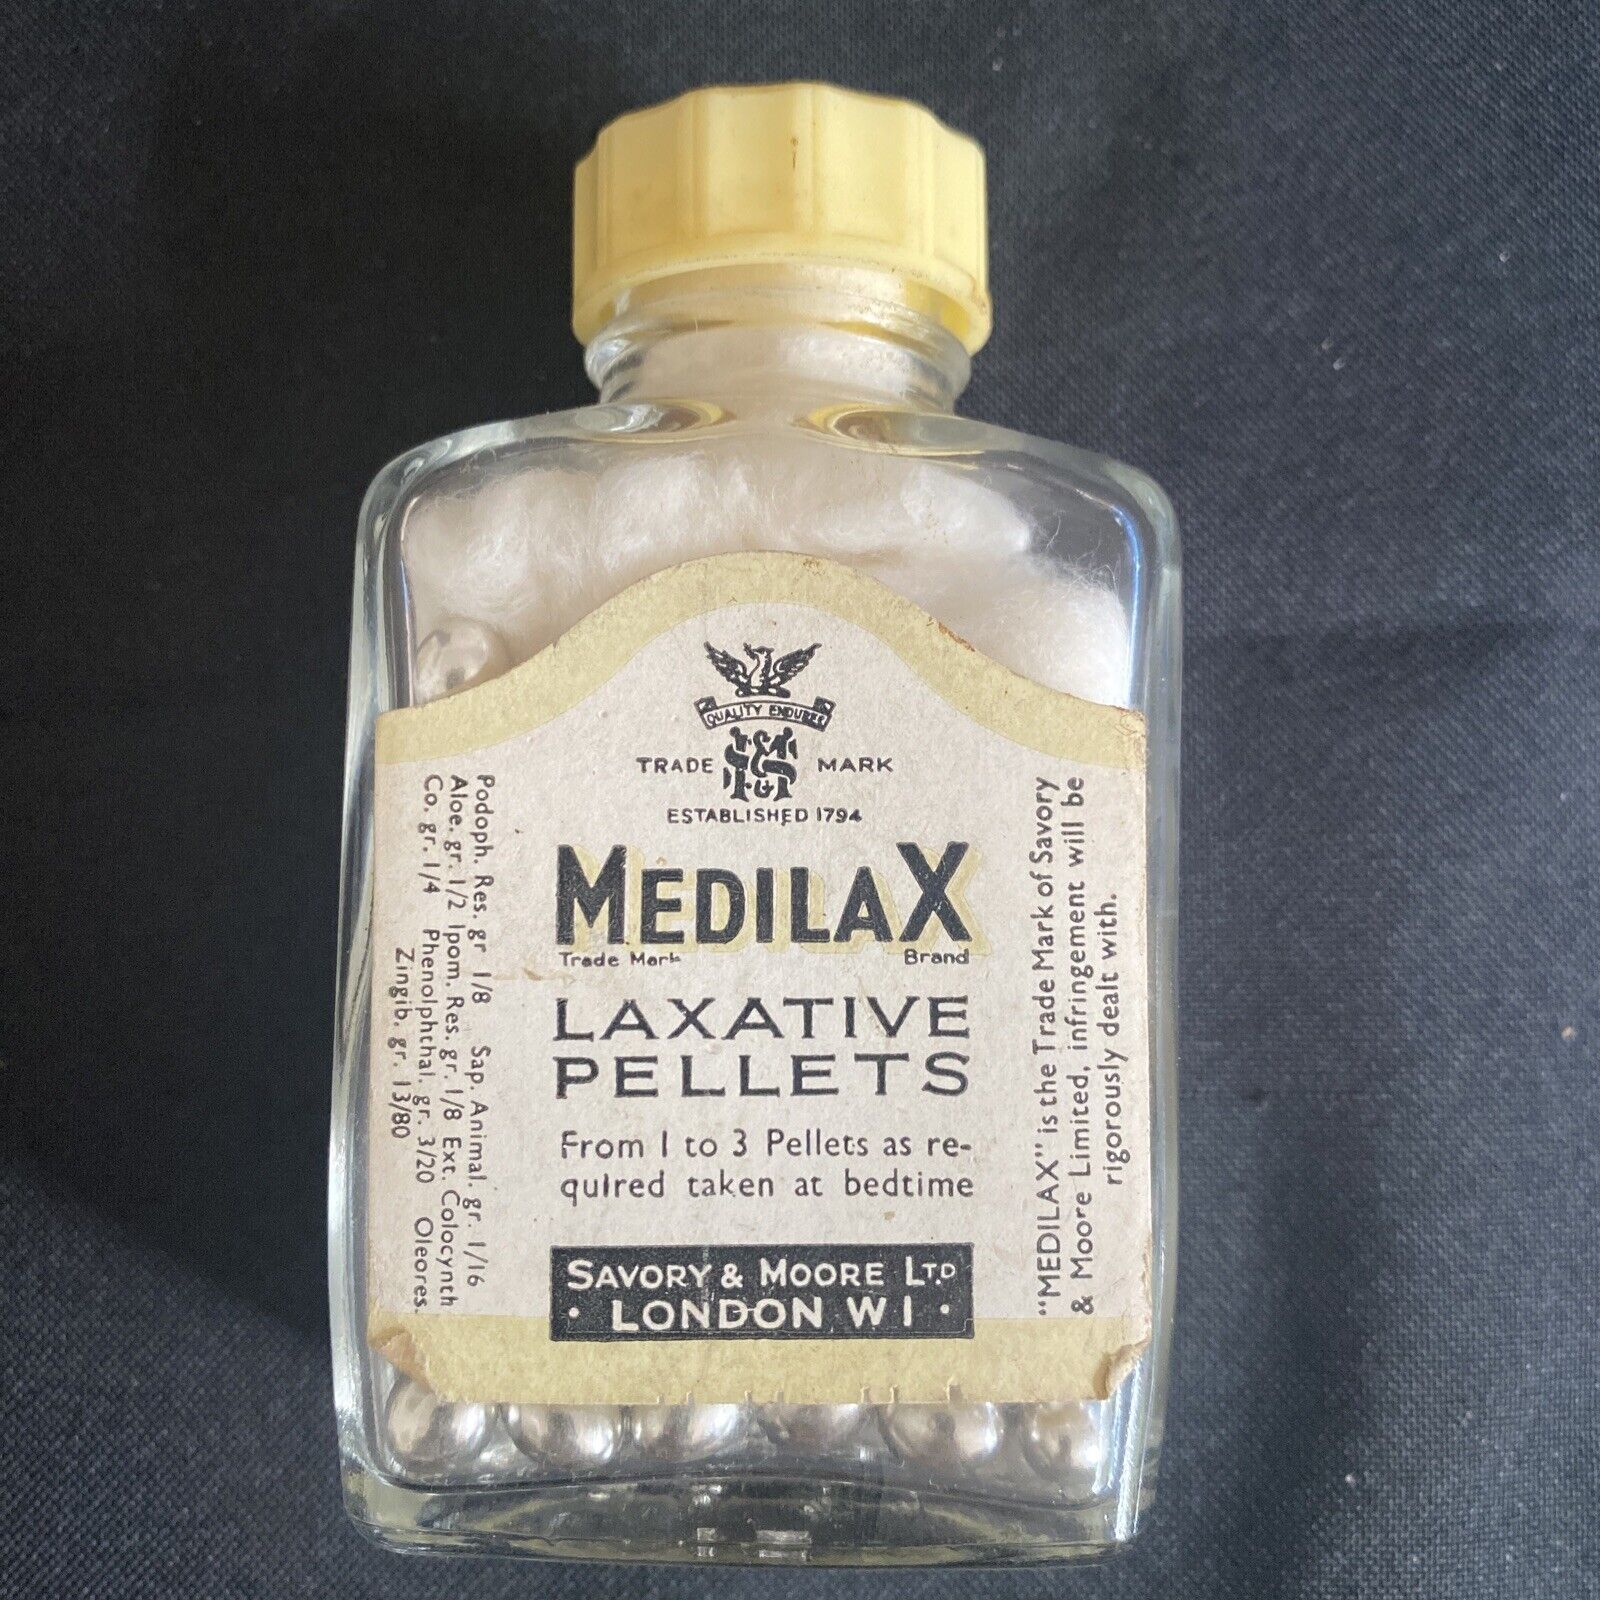 QUALITY ENDURES
TRADE MARK
ESTABLISHED 1794
MEDILAX
Trade Mark Brand
LAXATIVE
PELLETS
From 1 to 3 Pellets as re-
quired taken at bedtime
SAVORY & MOORE LTD
· LONDON W1 ·
Podoph. Res. gr 1/8 Sap. Animal. gr. 1/16
Aloe. gr. 1/2 Ipom. Res. gr. 1/8 Ext. Colocynth
Co. gr. 1/4 Phenolphthal. gr. 3/20 Oleores.
Zingib. gr. 13/80
"MEDILAX" is the Trade Mark of Savory
& Moore Limited, infringement will be
rigorously dealt with.